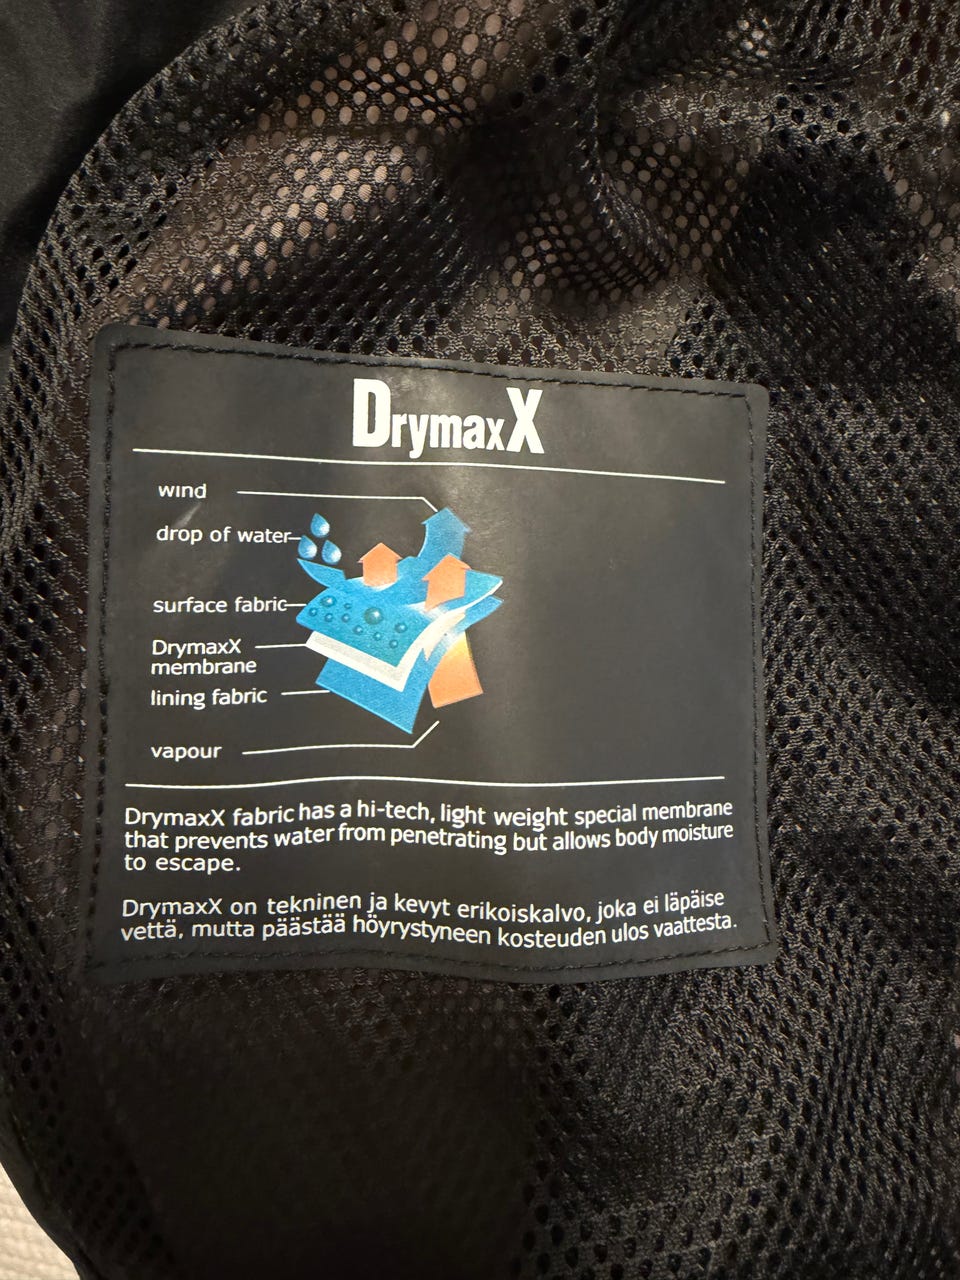 DrymaxX
wind
drop of water
surface fabric
DrymaxX
membrane
lining fabric
vapour
DrymaxX fabric has a hi-tech, light weight special membrane
that prevents water from penetrating but allows body moisture
to escape.
DrymaxX on tekninen ja kevyt erikoiskalvo, joka ei läpäise
vettä, mutta päästää höyrystyneen kosteuden ulos vaattesta.